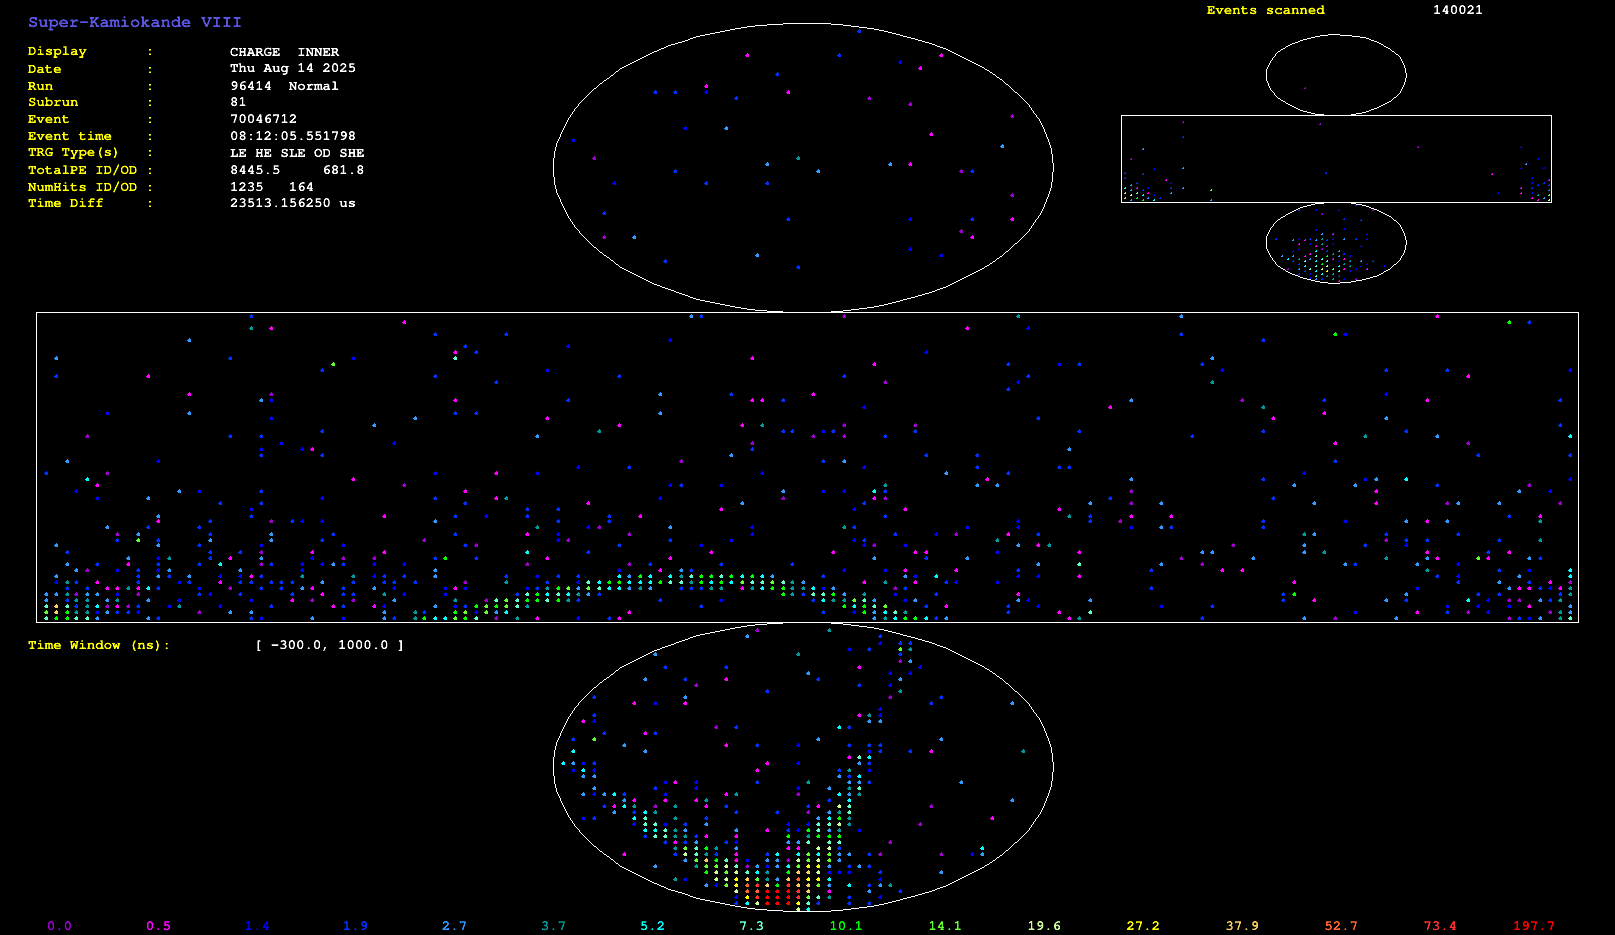 Super-Kamiokande VIII
Events scanned 140021
Display : CHARGE INNER
Date : Thu Aug 14 2025
Run : 96414 Normal
Subrun : 81
Event : 70046712
Event time : 08:12:05.551798
TRG Type(s) : LE HE SLE OD SHE
TotalPE ID/OD : 8445.5 681.8
NumHits ID/OD : 1235 164
Time Diff : 23513.156250 us
Time Window (ns): [ -300.0, 1000.0 ]
0.0 0.5 1.4 1.9 2.7 3.7 5.2 7.3 10.1 14.1 19.6 27.2 37.9 52.7 73.4 197.7